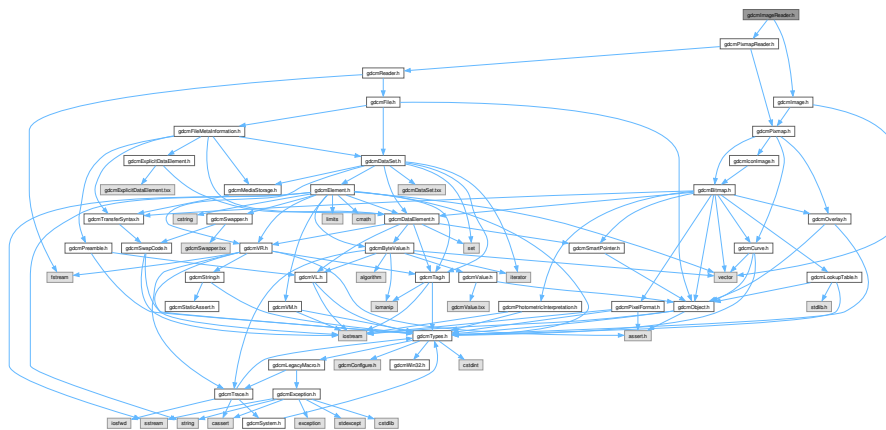 gdcmImageReader.h
gdcmPixmapReader.h
gdcmReader.h
gdcmFile.h
gdcmImage.h
gdcmFileMetaInformation.h
gdcmPixmap.h
gdcmExplicitDataElement.h
gdcmDataSet.h
gdcmIconImage.h
gdcmExplicitDataElement.txx
gdcmMediaStorage.h
gdcmElement.h
gdcmDataSet.txx
gdcmBitmap.h
gdcmTransferSyntax.h
cstring
gdcmSwapper.h
limits
cmath
gdcmDataElement.h
gdcmOverlay.h
gdcmPreamble.h
gdcmSwapCode.h
gdcmSwapper.txx
gdcmVR.h
gdcmByteValue.h
set
gdcmSmartPointer.h
gdcmCurve.h
fstream
gdcmString.h
gdcmVL.h
algorithm
gdcmTag.h
gdcmValue.h
iterator
vector
gdcmLookupTable.h
gdcmStaticAssert.h
gdcmVM.h
iomanip
gdcmValue.txx
gdcmPhotometricInterpretation.h
gdcmPixelFormat.h
gdcmObject.h
stdlib.h
iostream
gdcmTypes.h
assert.h
gdcmLegacyMacro.h
gdcmConfigure.h
gdcmWin32.h
cstdint
gdcmTrace.h
gdcmException.h
iosfwd
sstream
string
cassert
gdcmSystem.h
exception
stdexcept
cstdlib